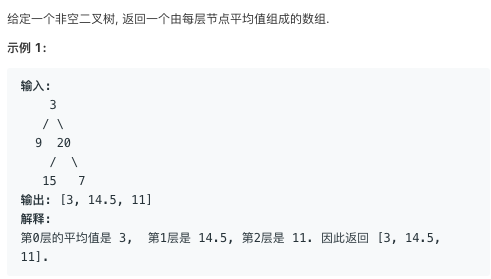 给定一个非空二叉树, 返回一个由每层节点平均值组成的数组.
示例 1:
输入:
    3
   / \
  9  20
    /  \
   15   7
输出: [3, 14.5, 11]
解释:
第0层的平均值是 3,  第1层是 14.5, 第2层是 11. 因此返回 [3, 14.5,
11].